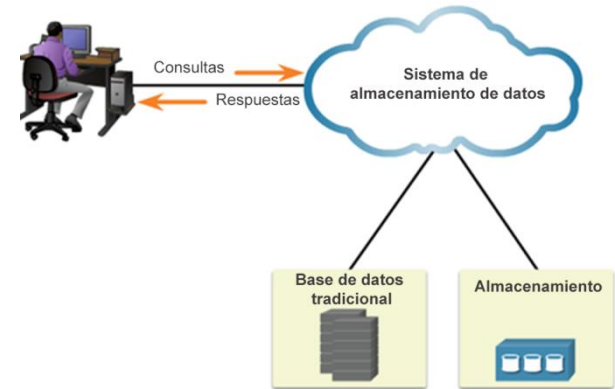 Consultas
Respuestas
Sistema de
almacenamiento de datos
Base de datos
tradicional
Almacenamiento